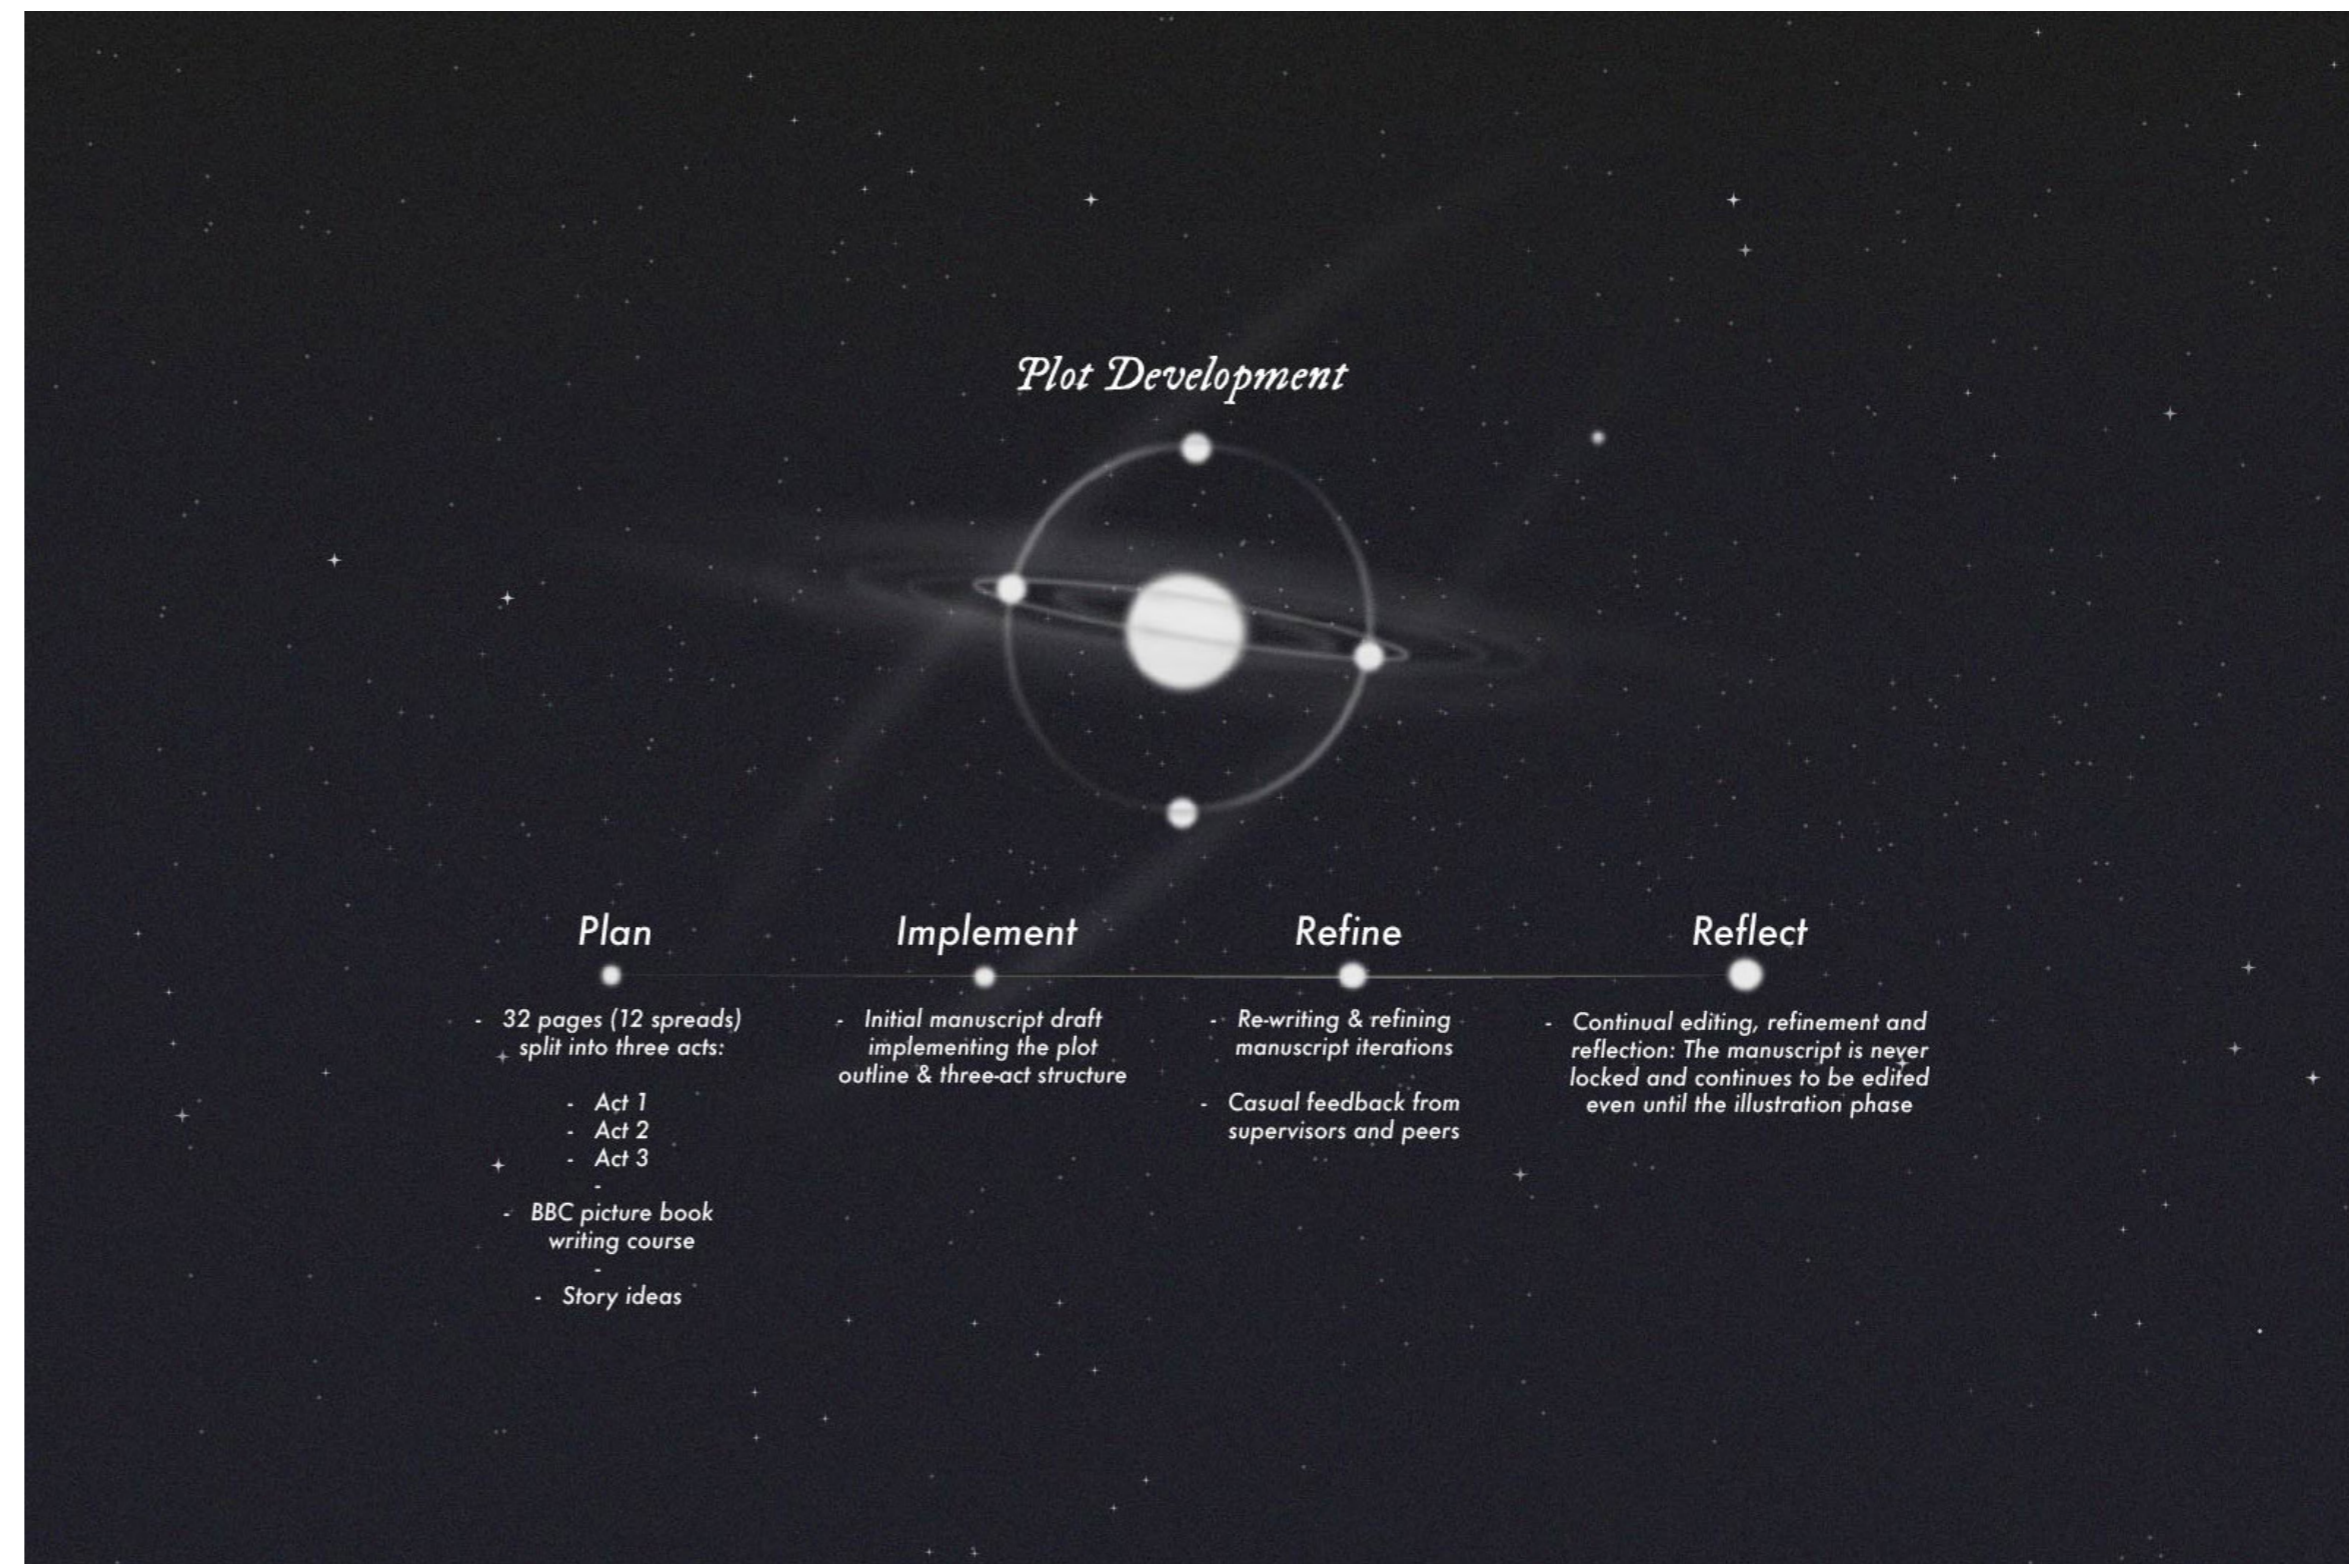 Plot Development
Plan
- 32 pages (12 spreads)
split into three acts:
- Act 1
- Act 2
- Act 3
-
- BBC picture book
writing course
-
- Story ideas
Implement
- Initial manuscript draft
implementing the plot
outline & three-act structure
Refine
- Re-writing & refining
manuscript iterations
- Casual feedback from
supervisors and peers
Reflect
- Continual editing, refinement and
reflection: The manuscript is never
locked and continues to be edited
even until the illustration phase